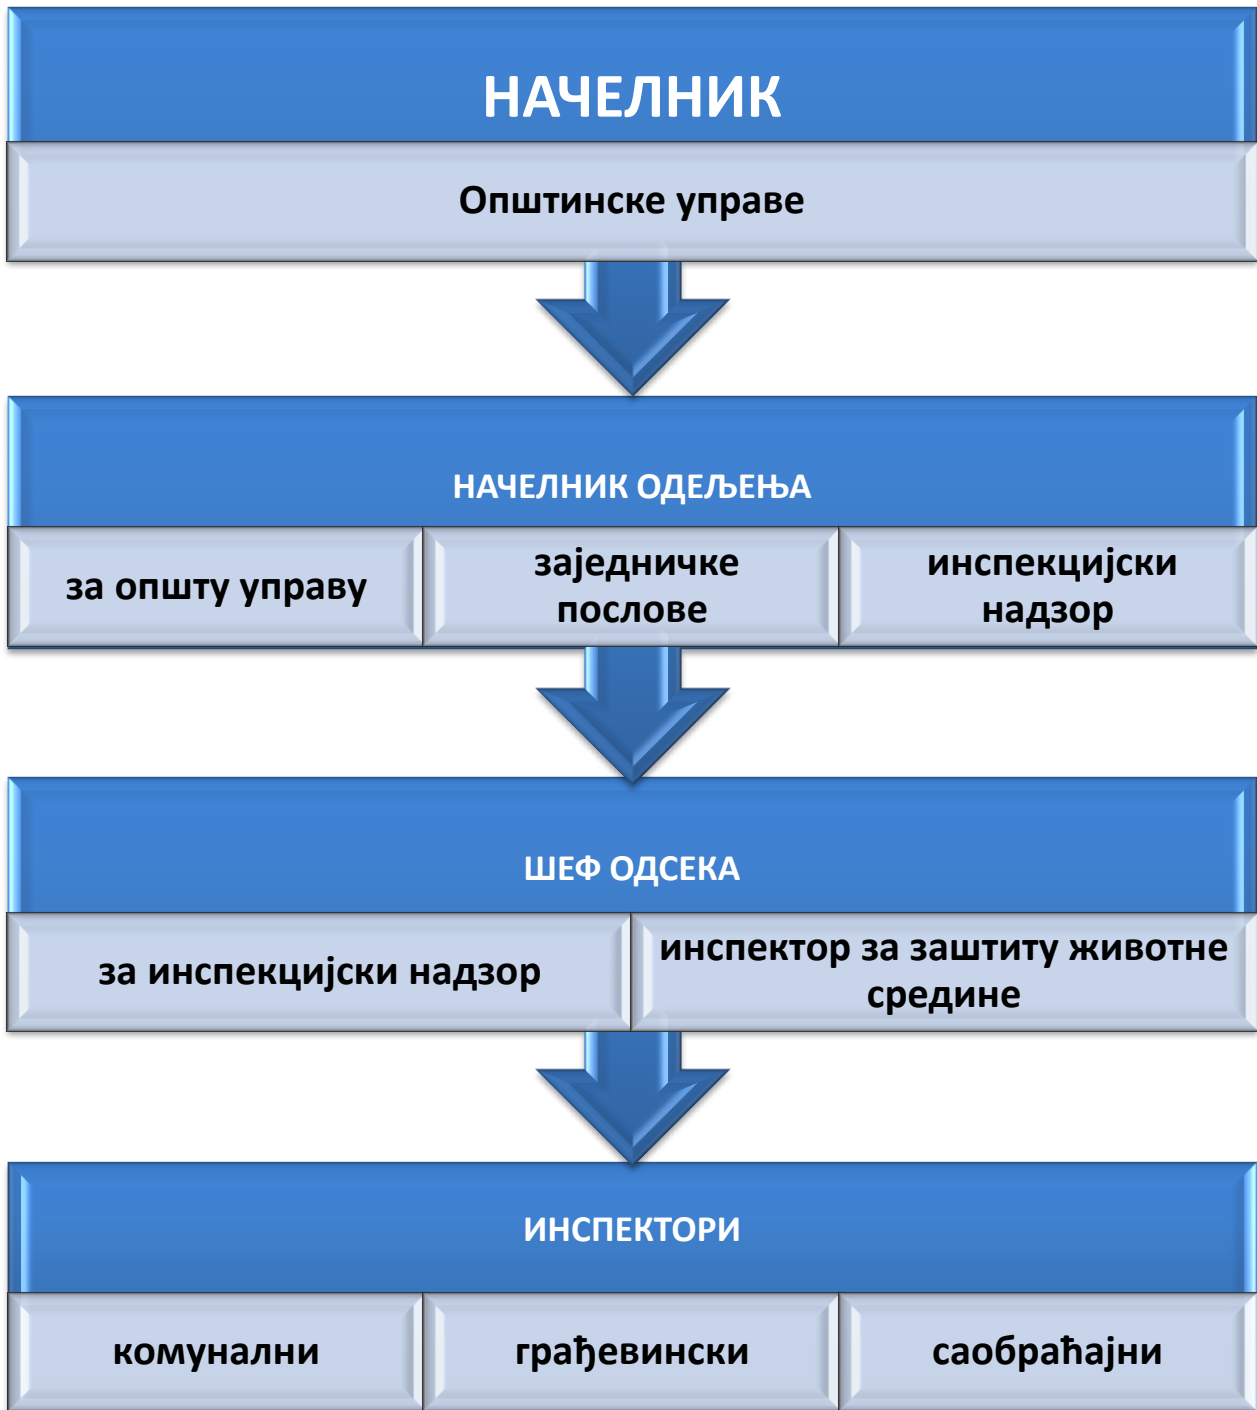 НАЧЕЛНИК
Општинске управе
НАЧЕЛНИК ОДЕЉЕЊА
за општу управу
заједничке
послове
инспекцијски
надзор
ШЕФ ОДСЕКА
за инспекцијски надзор
инспектор за заштиту животне
средине
ИНСПЕКТОРИ
комунални
грађевински
саобраћајни